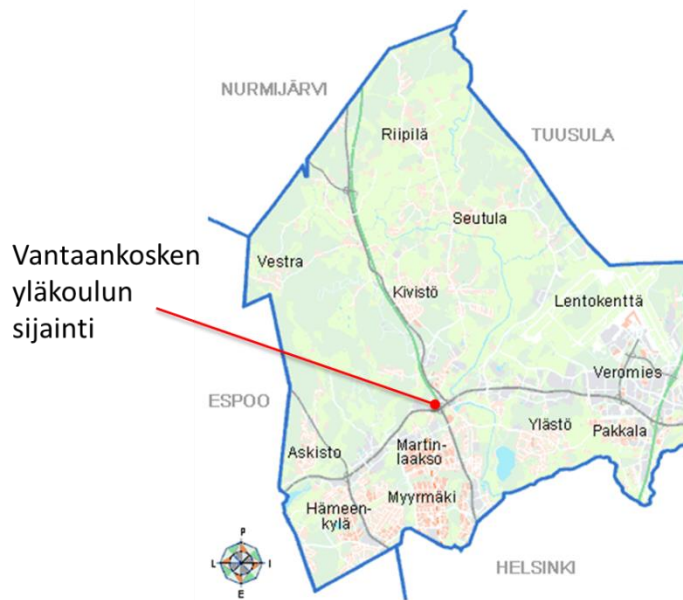 NURMIJÄRVI
TUUSULA
Riipilä
Seutula
Vantaankosken
yläkoulun
sijainti
Vestra
Kivistö
Lentokenttä
Veromies
ESPOO
Ylästö
Pakkala
Askisto
Martin-
laakso
Hämeen-
kylä
Myyrmäki
HELSINKI
P
L
I
E